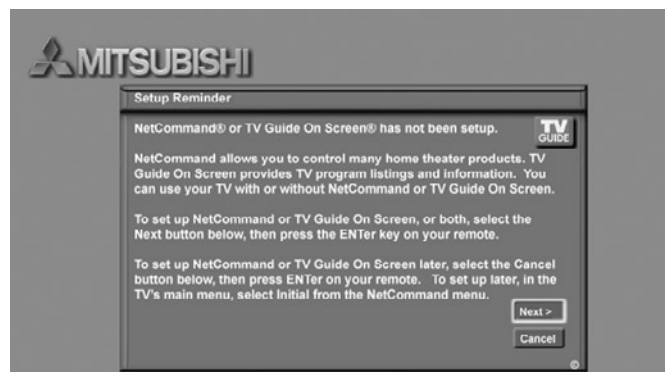 MITSUBISHI
Setup Reminder
NetCommand® or TV Guide On Screen® has not been setup.
TV
GUIDE
NetCommand allows you to control many home theater products. TV
Guide On Screen provides TV program listings and information. You
can use your TV with or without NetCommand or TV Guide On Screen.
To set up NetCommand or TV Guide On Screen, or both, select the
Next button below, then press the ENTer key on your remote.
To set up NetCommand or TV Guide On Screen later, select the Cancel
button below, then press ENTer on your remote. To set up later, in the
TV's main menu, select Initial from the NetCommand menu.
Next >
Cancel